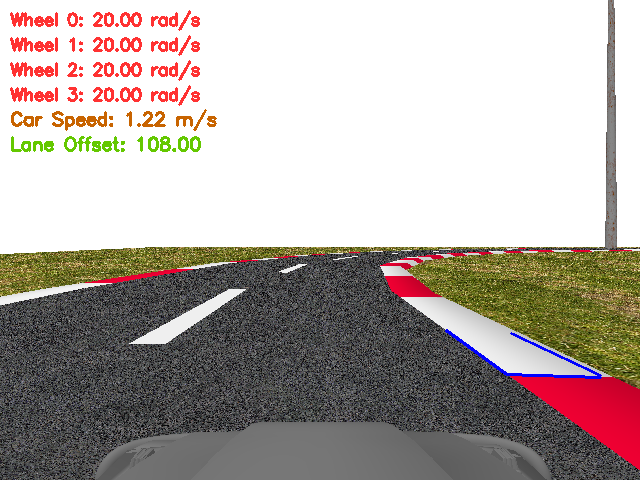 Wheel 0: 20.00 rad/s
Wheel 1: 20.00 rad/s
Wheel 2: 20.00 rad/s
Wheel 3: 20.00 rad/s
Car Speed: 1.22 m/s
Lane Offset: 108.00